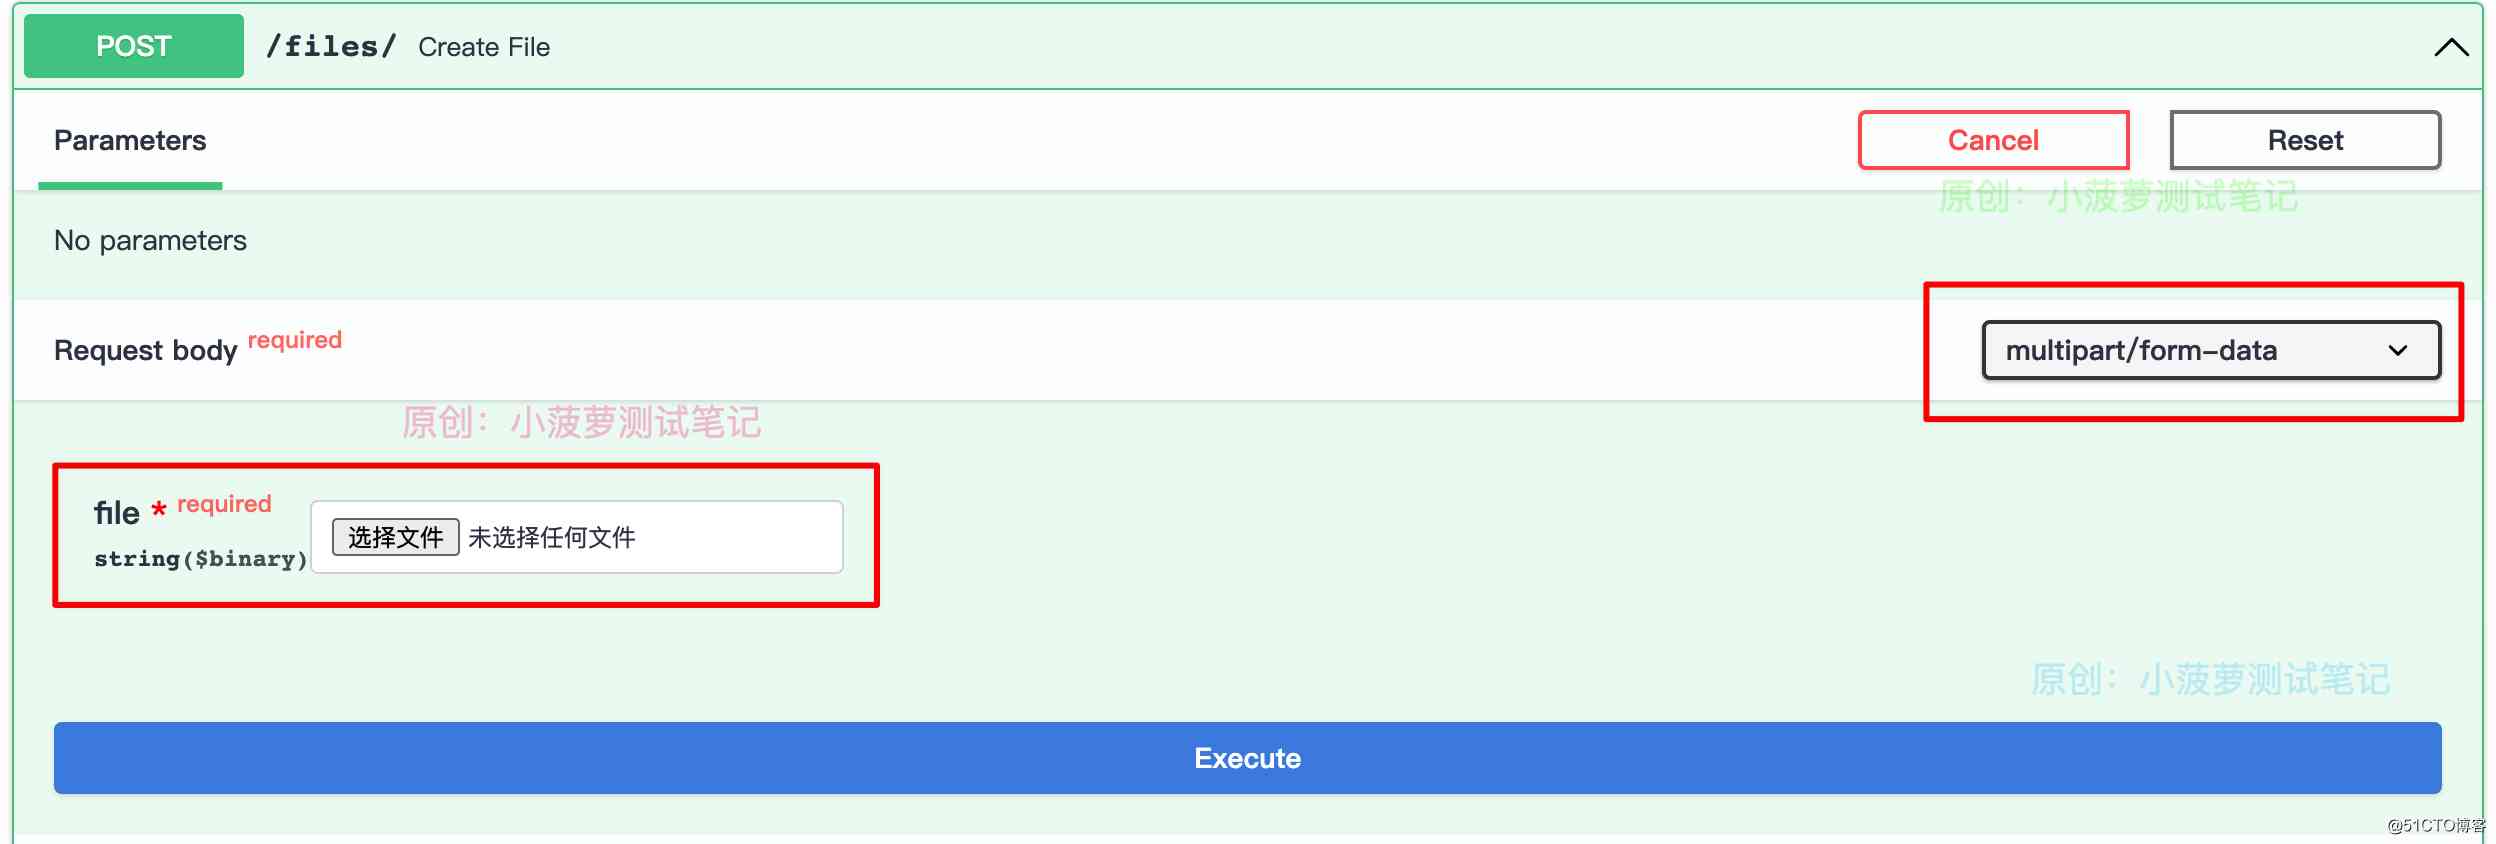 POST /files/ Create File
Parameters
Cancel
Reset
原创：小菠萝测试笔记
No parameters
Request body required
multipart/form-data
原创：小菠萝测试笔记
file * required
string($binary)
选择文件 未选择任何文件
原创：小菠萝测试笔记
Execute
@51CTO博客